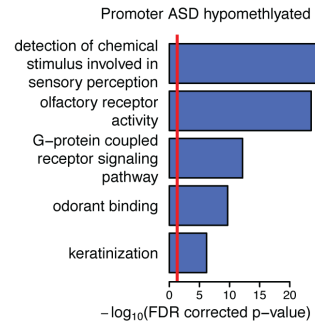 Promoter ASD hypomethlyated
detection of chemical
stimulus involved in
sensory perception
olfactory receptor
activity
G−protein coupled
receptor signaling
pathway
odorant binding
keratinization
0 5 10 15 20
−log₁₀(FDR corrected p−value)